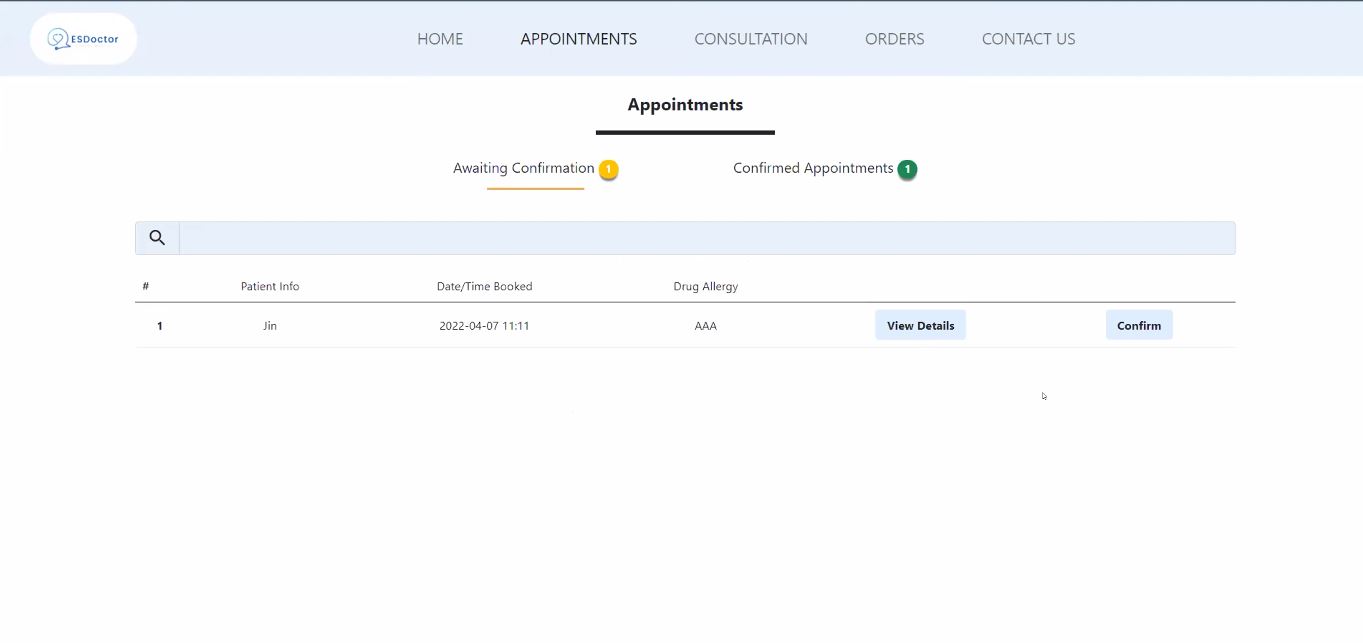 ESDoctor HOME APPOINTMENTS CONSULTATION ORDERS CONTACT US
Appointments
Awaiting Confirmation 1 Confirmed Appointments 1
# Patient Info Date/Time Booked Drug Allergy
1 Jin 2022-04-07 11:11 AAA View Details Confirm